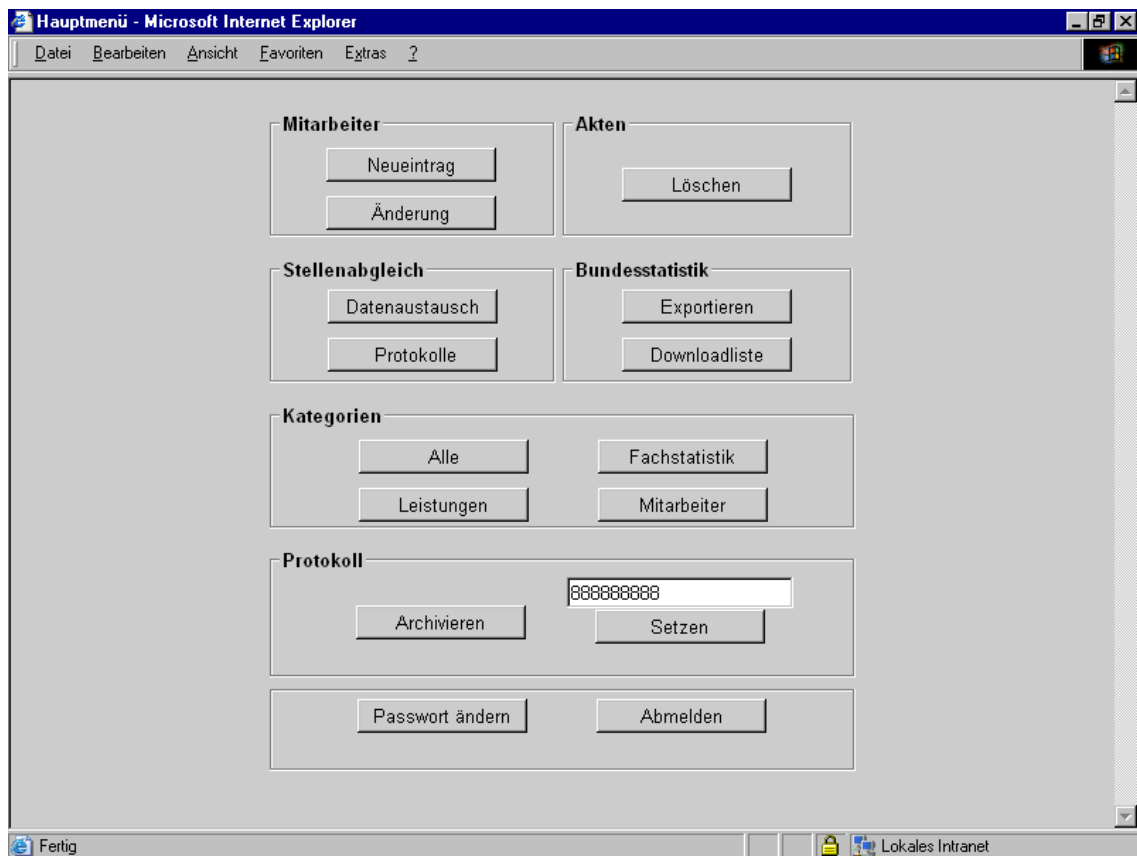 Hauptmenü - Microsoft Internet Explorer
Datei Bearbeiten Ansicht Favoriten Extras ?
Mitarbeiter
Neueintrag
Änderung
Akten
Löschen
Stellenabgleich
Datenaustausch
Protokolle
Bundesstatistik
Exportieren
Downloadliste
Kategorien
Alle Fachstatistik
Leistungen Mitarbeiter
Protokoll
888888888
Archivieren Setzen
Passwort ändern Abmelden
Fertig Lokales Intranet